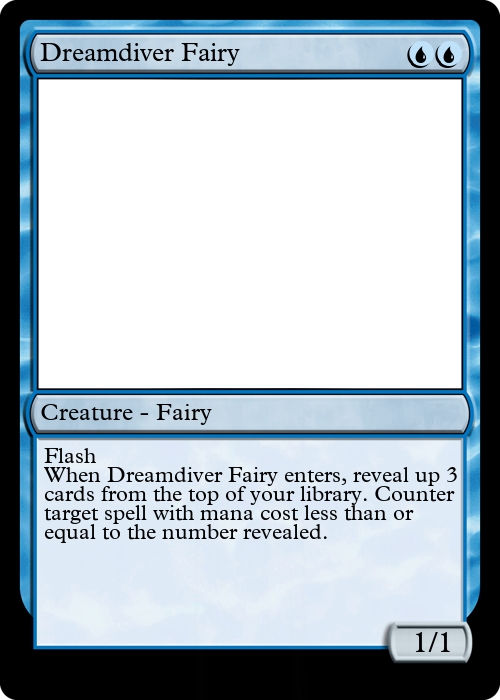 Dreamdiver Fairy
Creature - Fairy
Flash
When Dreamdiver Fairy enters, reveal up 3
cards from the top of your library. Counter
target spell with mana cost less than or
equal to the number revealed.
1/1